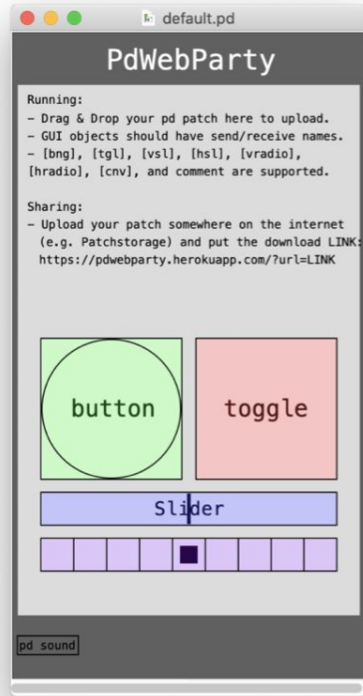 default.pd
PdWebParty
Running:
- Drag & Drop your pd patch here to upload.
- GUI objects should have send/receive names.
- [bng], [tgl], [vsl], [hsl], [vradio],
[hradio], [cnv], and comment are supported.
Sharing:
- Upload your patch somewhere on the internet
(e.g. Patchstorage) and put the download LINK:
https://pdwebparty.herokuapp.com/?url=LINK
button toggle
Slider
pd sound